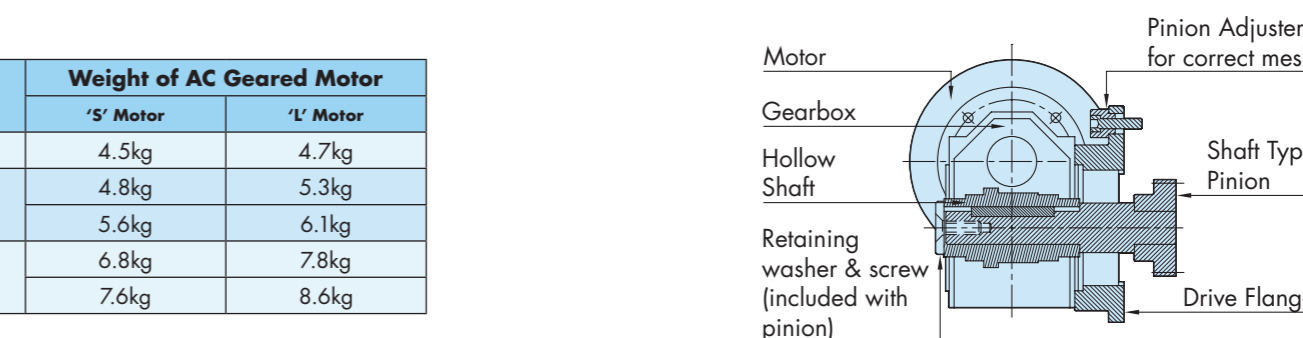 Weight of AC Geared Motor
‘S’ Motor ‘L’ Motor
4.5kg 4.7kg
4.8kg 5.3kg
5.6kg 6.1kg
6.8kg 7.8kg
7.6kg 8.6kg
Motor
Gearbox
Hollow
Shaft
Retaining
washer & screw
(included with
pinion)
Pinion Adjuster
for correct mes
Shaft Typ
Pinion
Drive Flang